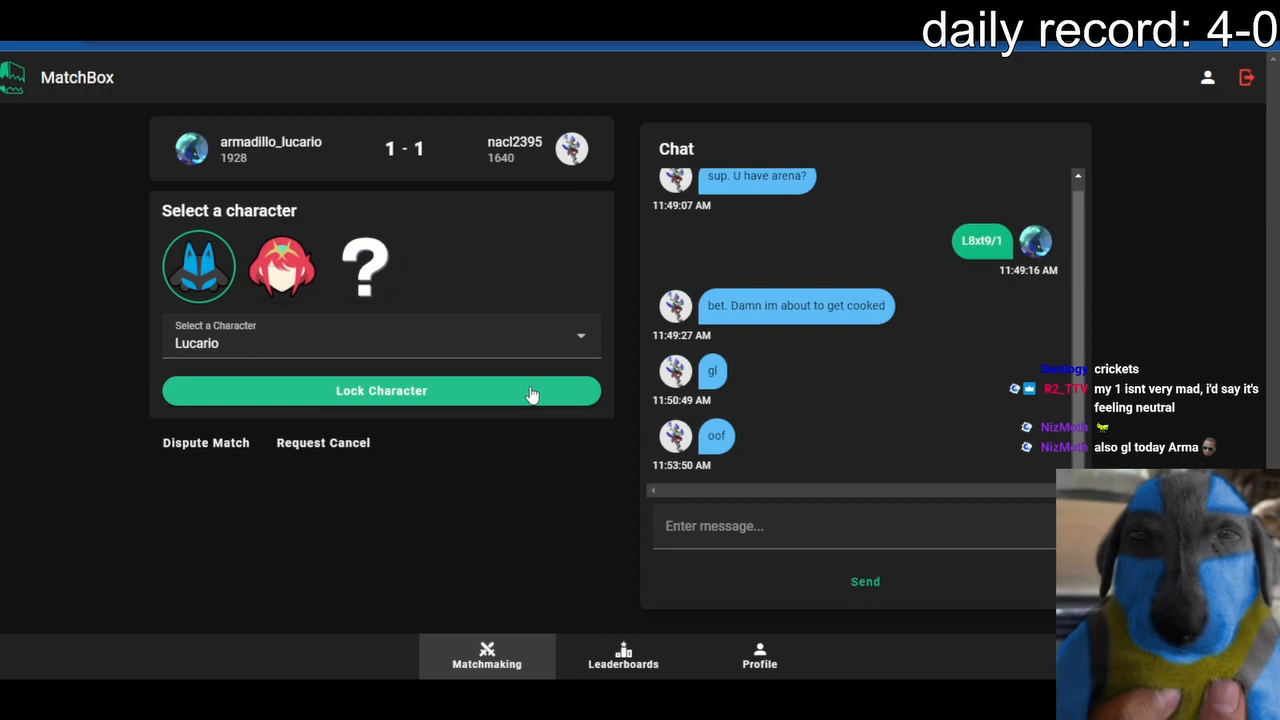 daily record: 4-0
MatchBox
armadillo_lucario
1928
1 - 1
nacl2395
1640
Select a character
?
Select a Character
Lucario
Lock Character
Dispute Match
Request Cancel
Chat
sup. U have arena?
11:49:07 AM
L8xt9/1
11:49:16 AM
bet. Damn im about to get cooked
11:49:27 AM
gl
11:50:49 AM
oof
11:53:50 AM
Enter message...
Send
crickets
R2_TTV my 1 isnt very mad, i'd say it's
feeling neutral
NizMoth
NizMoth also gl today Arma
Matchmaking
Leaderboards
Profile